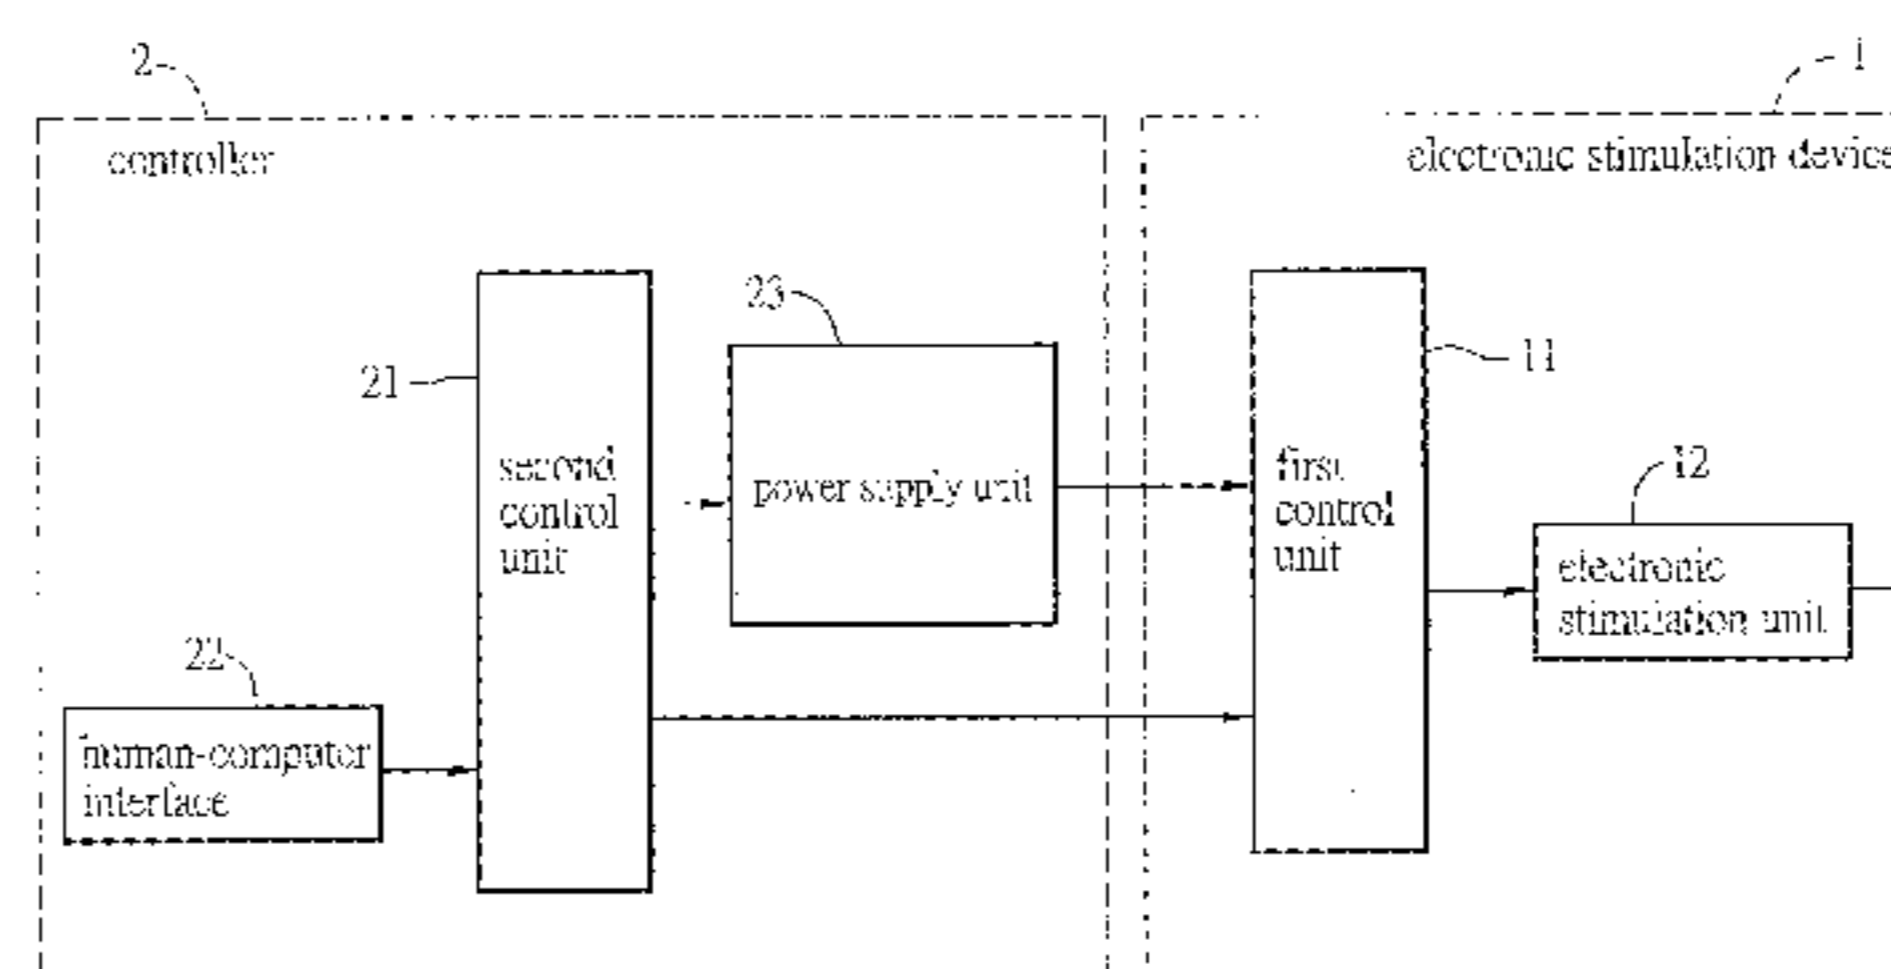 2
1
controller
electronic stimulation device
23
21
11
second
control
unit
power supply unit
first
control
unit
12
electronic
stimulation unit
22
human-computer
interface